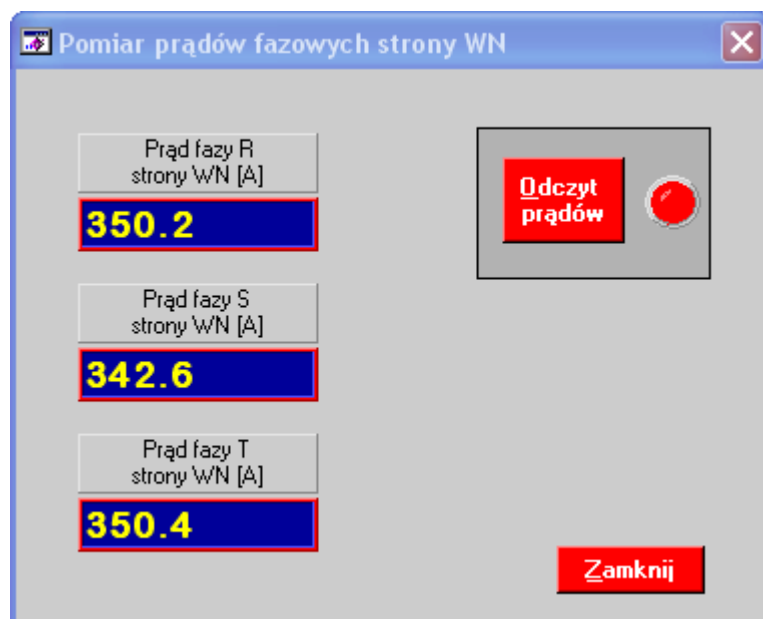 Pomiar prądów fazowych strony WN
Prąd fazy R
strony WN [A]
350.2
Odczyt
prądów
Prąd fazy S
strony WN [A]
342.6
Prąd fazy T
strony WN [A]
350.4
Zamknij